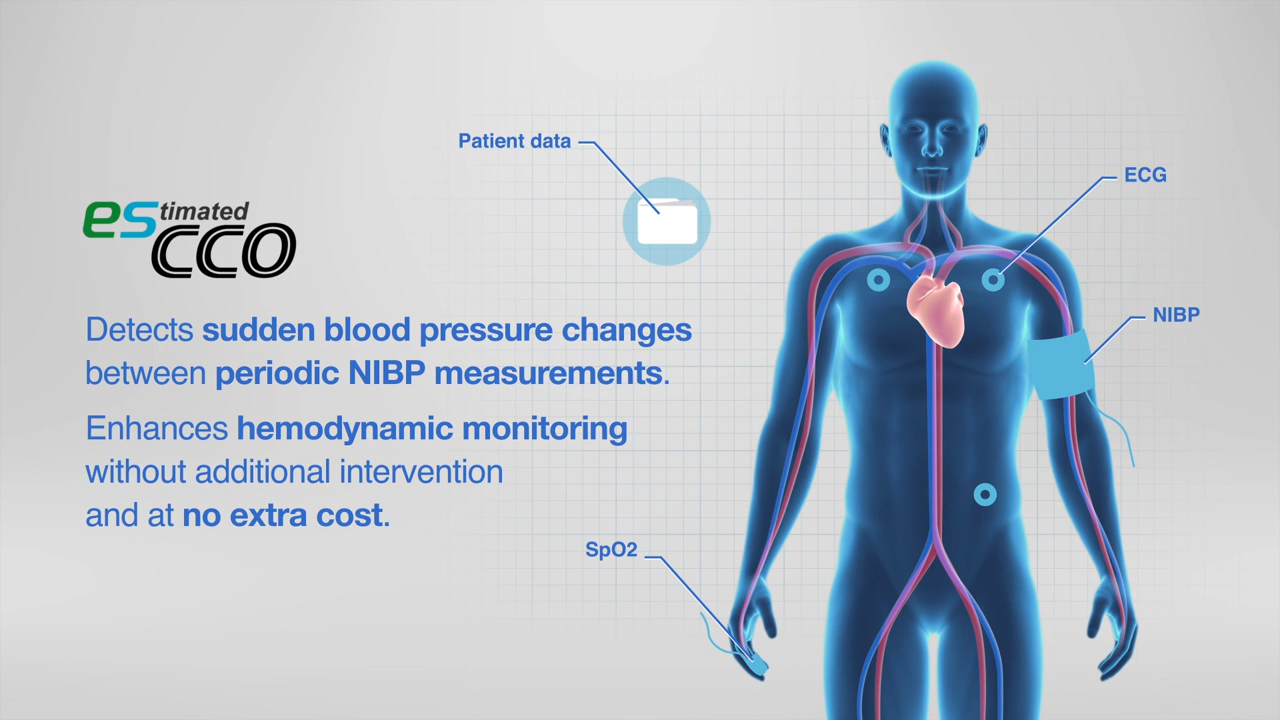 Patient data
ECG
estimated
CCO
NIBP
Detects sudden blood pressure changes
between periodic NIBP measurements.
Enhances hemodynamic monitoring
without additional intervention
and at no extra cost.
SpO2